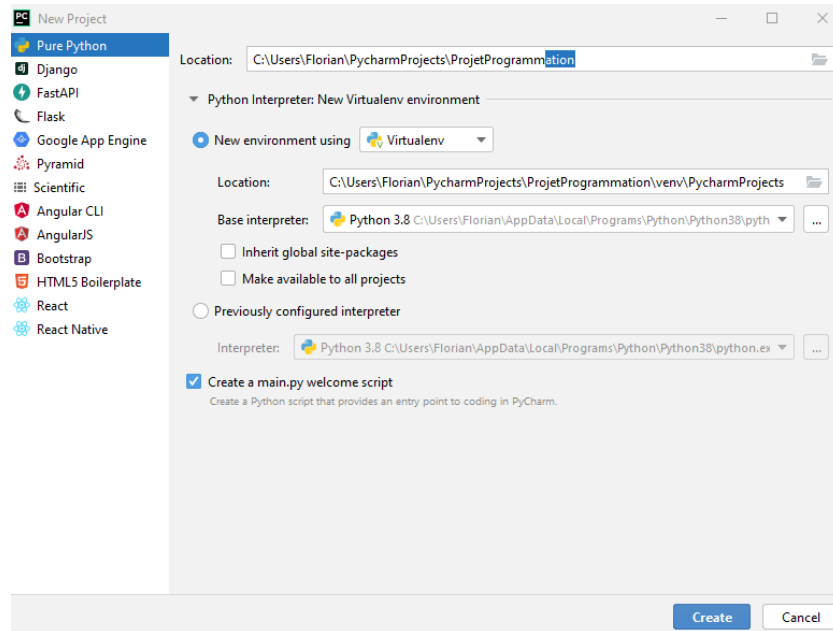 PC New Project
Pure Python
Django
FastAPI
Flask
Google App Engine
Pyramid
Scientific
Angular CLI
AngularJS
Bootstrap
HTML5 Boilerplate
React
React Native
Location: C:\Users\Florian\PycharmProjects\ProjetProgrammation
Python Interpreter: New Virtualenv environment
New environment using Virtualenv
Location: C:\Users\Florian\PycharmProjects\ProjetProgrammation\venv\PycharmProjects
Base interpreter: Python 3.8 C:\Users\Florian\AppData\Local\Programs\Python\Python38\pyth ...
Inherit global site-packages
Make available to all projects
Previously configured interpreter
Interpreter: Python 3.8 C:\Users\Florian\AppData\Local\Programs\Python\Python38\python.ex ...
Create a main.py welcome script
Create a Python script that provides an entry point to coding in PyCharm.
Create Cancel